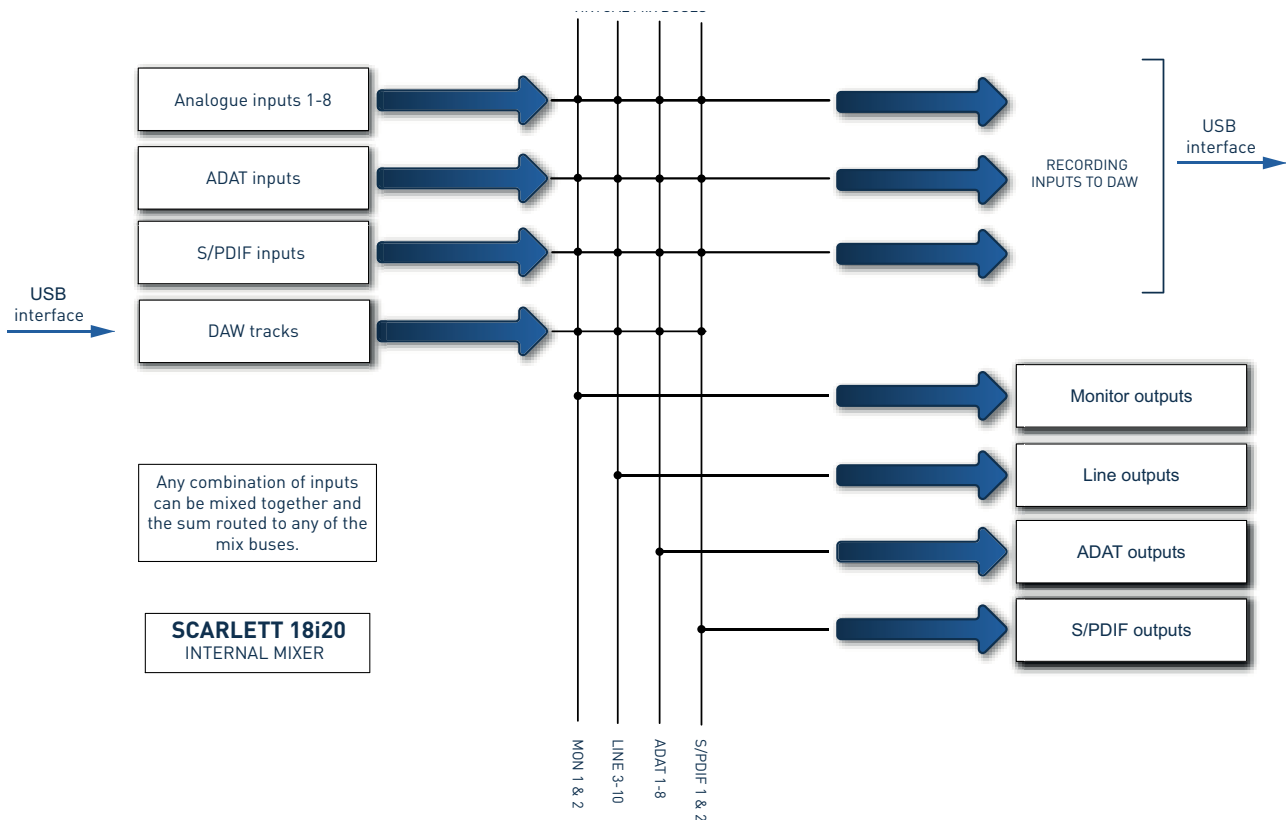 Analogue inputs 1-8
ADAT inputs
S/PDIF inputs
USB
interface
DAW tracks
RECORDING
INPUTS TO DAW
USB
interface
Monitor outputs
Line outputs
ADAT outputs
S/PDIF outputs
Any combination of inputs
can be mixed together and
the sum routed to any of the
mix buses.
SCARLETT 18i20
INTERNAL MIXER
MON 1 & 2
LINE 3-10
ADAT 1-8
S/PDIF 1 & 2